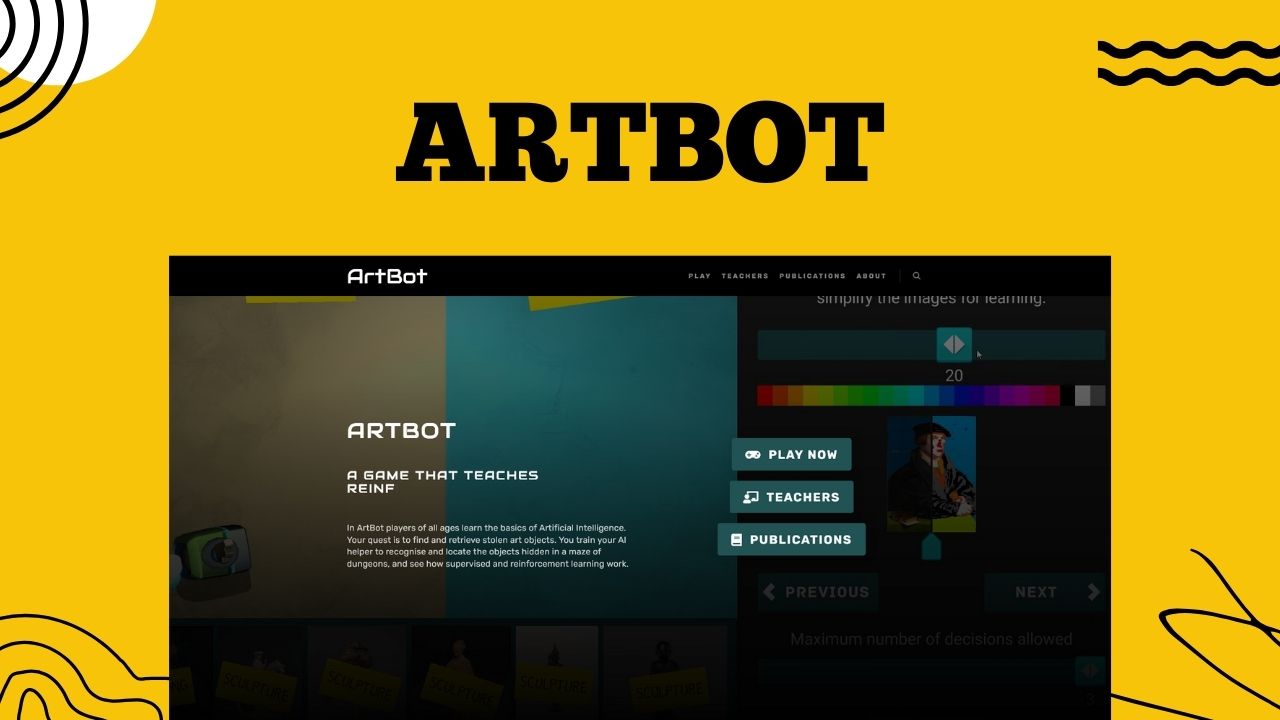 ARTBOT
ArtBot
PLAY TEACHERS PUBLICATIONS ABOUT
simplify the images for learning.
20
ARTBOT
A GAME THAT TEACHES
REINF
In ArtBot players of all ages learn the basics of Artificial Intelligence.
Your quest is to find and retrieve stolen art objects. You train your AI
helper to recognise and locate the objects hidden in a maze of
dungeons, and see how supervised and reinforcement learning work.
PLAY NOW
TEACHERS
PUBLICATIONS
PREVIOUS
NEXT
Maximum number of decisions allowed
3
NG
SCULPTURE
SCULPTURE
SCULPTURE
SCULPTURE
SCULPTURE